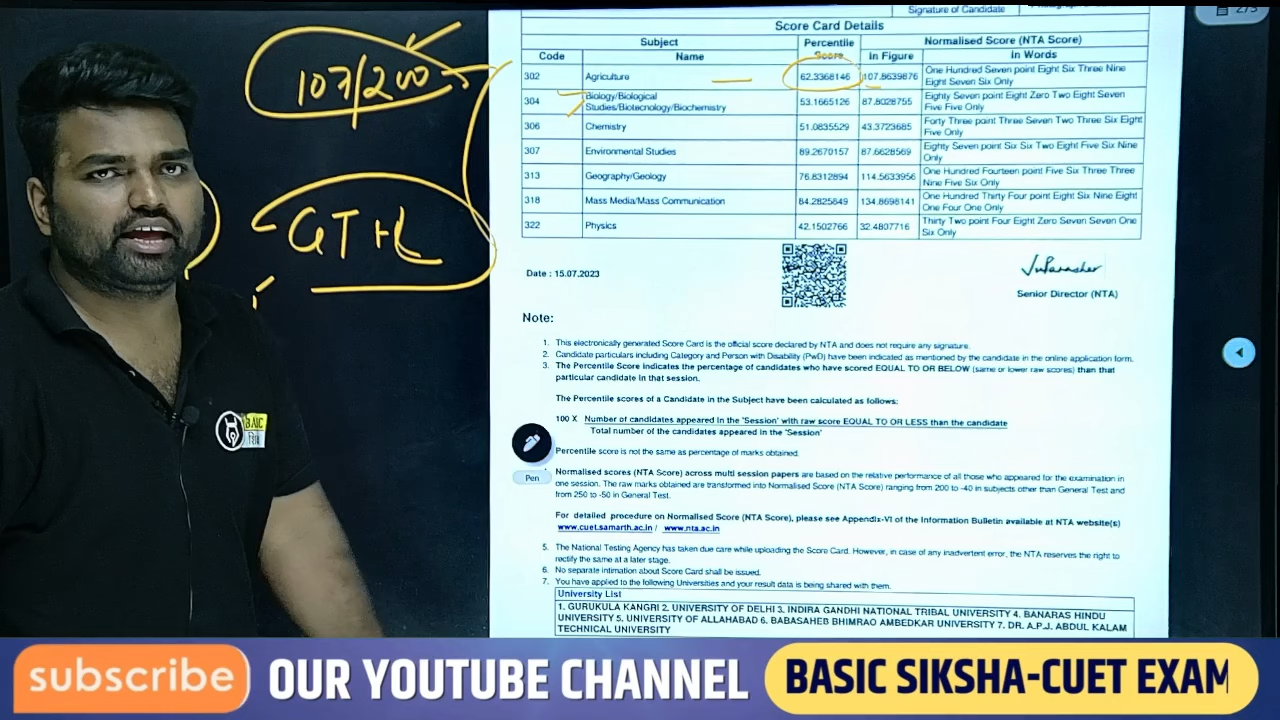 Signature of Candidate
Score Card Details
Subject Percentile Score Normalised Score (NTA Score)
Code Name In Figure In Words
302 Agriculture 62.3368146 107.8639876 One Hundred Seven point Eight Six Three Nine
Eight Seven Six Only
304 Biology/Biological
Studies/Biotecnology/Biochemistry 53.1665126 87.8028755 Eighty Seven point Eight Zero Two Eight Seven
Five Five Only
306 Chemistry 51.0835529 43.3723685 Forty Three point Three Seven Two Three Six Eight
Five Only
307 Environmental Studies 89.2670157 87.6628569 Eighty Seven point Six Six Two Eight Five Six Nine
Only
313 Geography/Geology 76.8312894 114.5633956 One Hundred Fourteen point Five Six Three Three
Nine Five Six Only
318 Mass Media/Mass Communication 84.2825849 134.8698141 One Hundred Thirty Four point Eight Six Nine Eight
One Four One Only
322 Physics 42.1502766 32.4807716 Thirty Two point Four Eight Zero Seven Seven One
Six Only
Date : 15.07.2023
Senior Director (NTA)
Note:
1. This electronically generated Score Card is the official score declared by NTA and does not require any signature.
2. Candidate particulars including Category and Person with Disability (PwD) have been indicated as mentioned by the candidate in the online application form.
3. The Percentile Score indicates the percentage of candidates who have scored EQUAL TO OR BELOW (same or lower raw scores) than that
particular candidate in that session.
The Percentile scores of a Candidate in the Subject have been calculated as follows:
100 X Number of candidates appeared in the 'Session' with raw score EQUAL TO OR LESS than the candidate
Total number of the candidates appeared in the 'Session'
Percentile score is not the same as percentage of marks obtained.
Pen
Normalised scores (NTA Score) across multi session papers are based on the relative performance of all those who appeared for the examination in
one session. The raw marks obtained are transformed into Normalised Score (NTA Score) ranging from 200 to -40 in subjects other than General Test and
from 250 to -50 in General Test.
For detailed procedure on Normalised Score (NTA Score), please see Appendix-VI of the Information Bulletin available at NTA website(s)
www.cuet.samarth.ac.in / www.nta.ac.in
5. The National Testing Agency has taken due care while uploading the Score Card. However, in case of any inadvertent error, the NTA reserves the right to
rectify the same at a later stage.
6. No separate intimation about Score Card shall be issued.
7. You have applied to the following Universities and your result data is being shared with them.
University List
1. GURUKULA KANGRI 2. UNIVERSITY OF DELHI 3. INDIRA GANDHI NATIONAL TRIBAL UNIVERSITY 4. BANARAS HINDU
UNIVERSITY 5. UNIVERSITY OF ALLAHABAD 6. BABASAHEB BHIMRAO AMBEDKAR UNIVERSITY 7. DR. A.P.J. ABDUL KALAM
TECHNICAL UNIVERSITY
subscribe OUR YOUTUBE CHANNEL BASIC SIKSHA-CUET EXAM